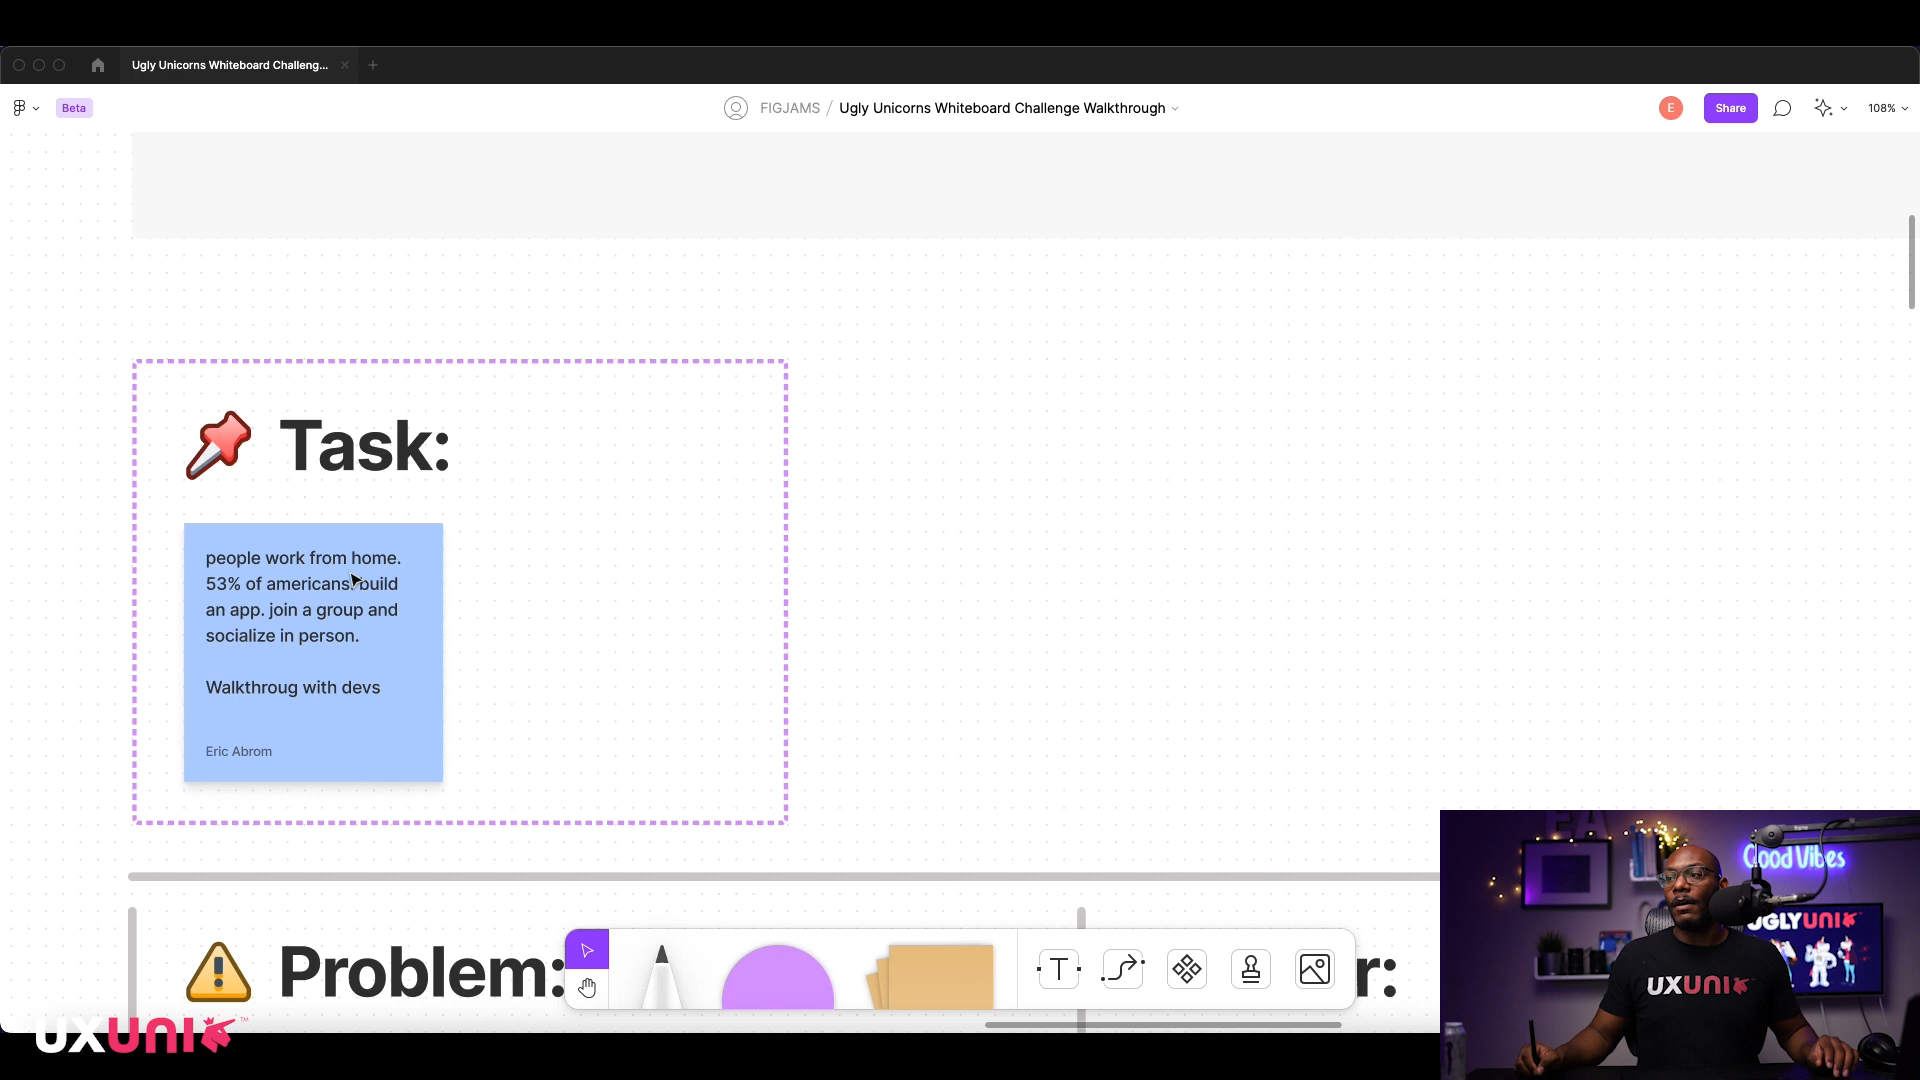 Ugly Unicorns Whiteboard Challeng...
Beta
FIGJAMS / Ugly Unicorns Whiteboard Challenge Walkthrough
E
Share
108%
Task:
people work from home.
53% of americans. build
an app. join a group and
socialize in person.
Walkthroug with devs
Eric Abrom
Problem:
r:
T
Good Vibes
UGLYUNI
UXUNI
UXUNI